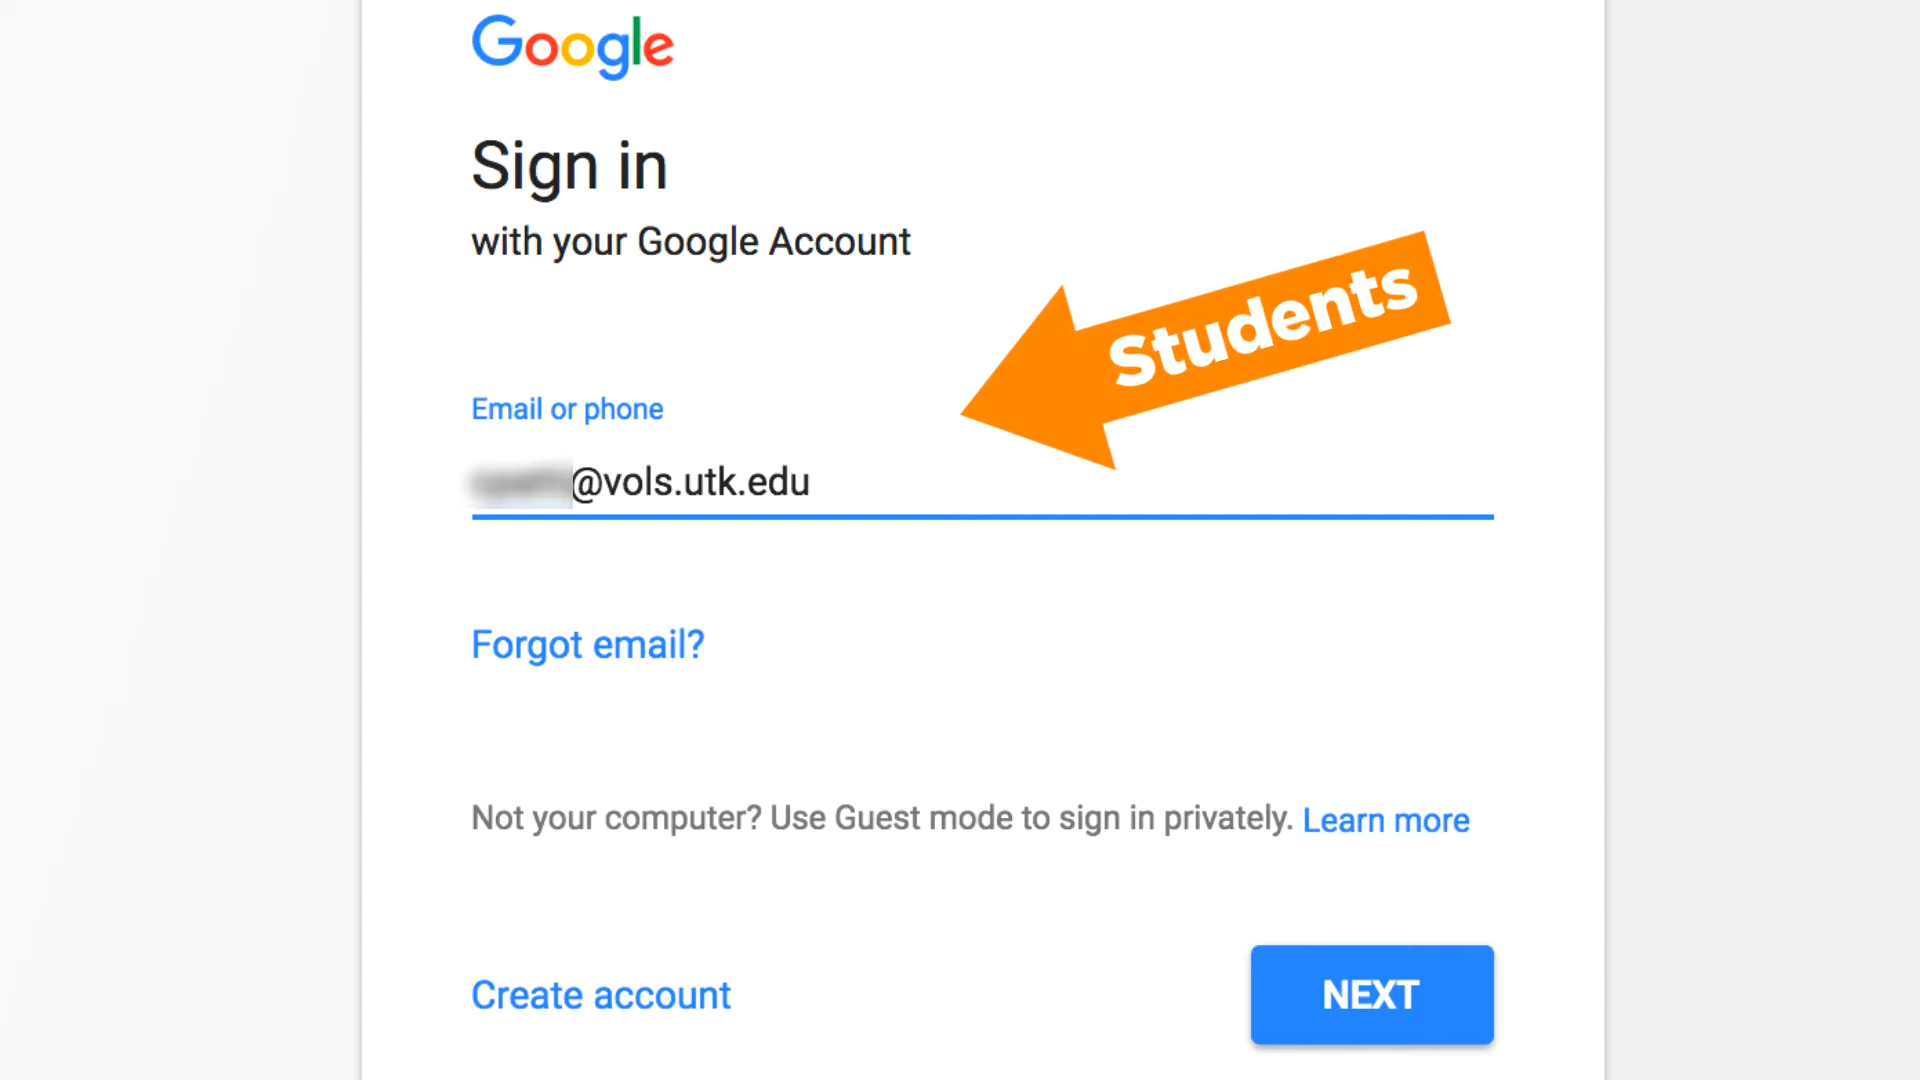 Google
Sign in
with your Google Account
Students
Email or phone
@vols.utk.edu
Forgot email?
Not your computer? Use Guest mode to sign in privately. Learn more
Create account
NEXT